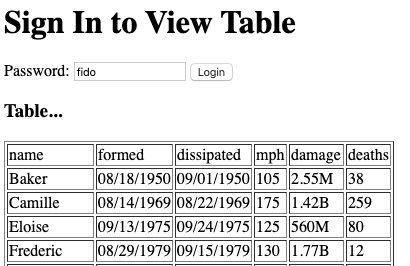 Sign In to View Table
Password: fido Login
Table...
name formed dissipated mph damage deaths
Baker 08/18/1950 09/01/1950 105 2.55M 38
Camille 08/14/1969 08/22/1969 175 1.42B 259
Eloise 09/13/1975 09/24/1975 125 560M 80
Frederic 08/29/1979 09/15/1979 130 1.77B 12